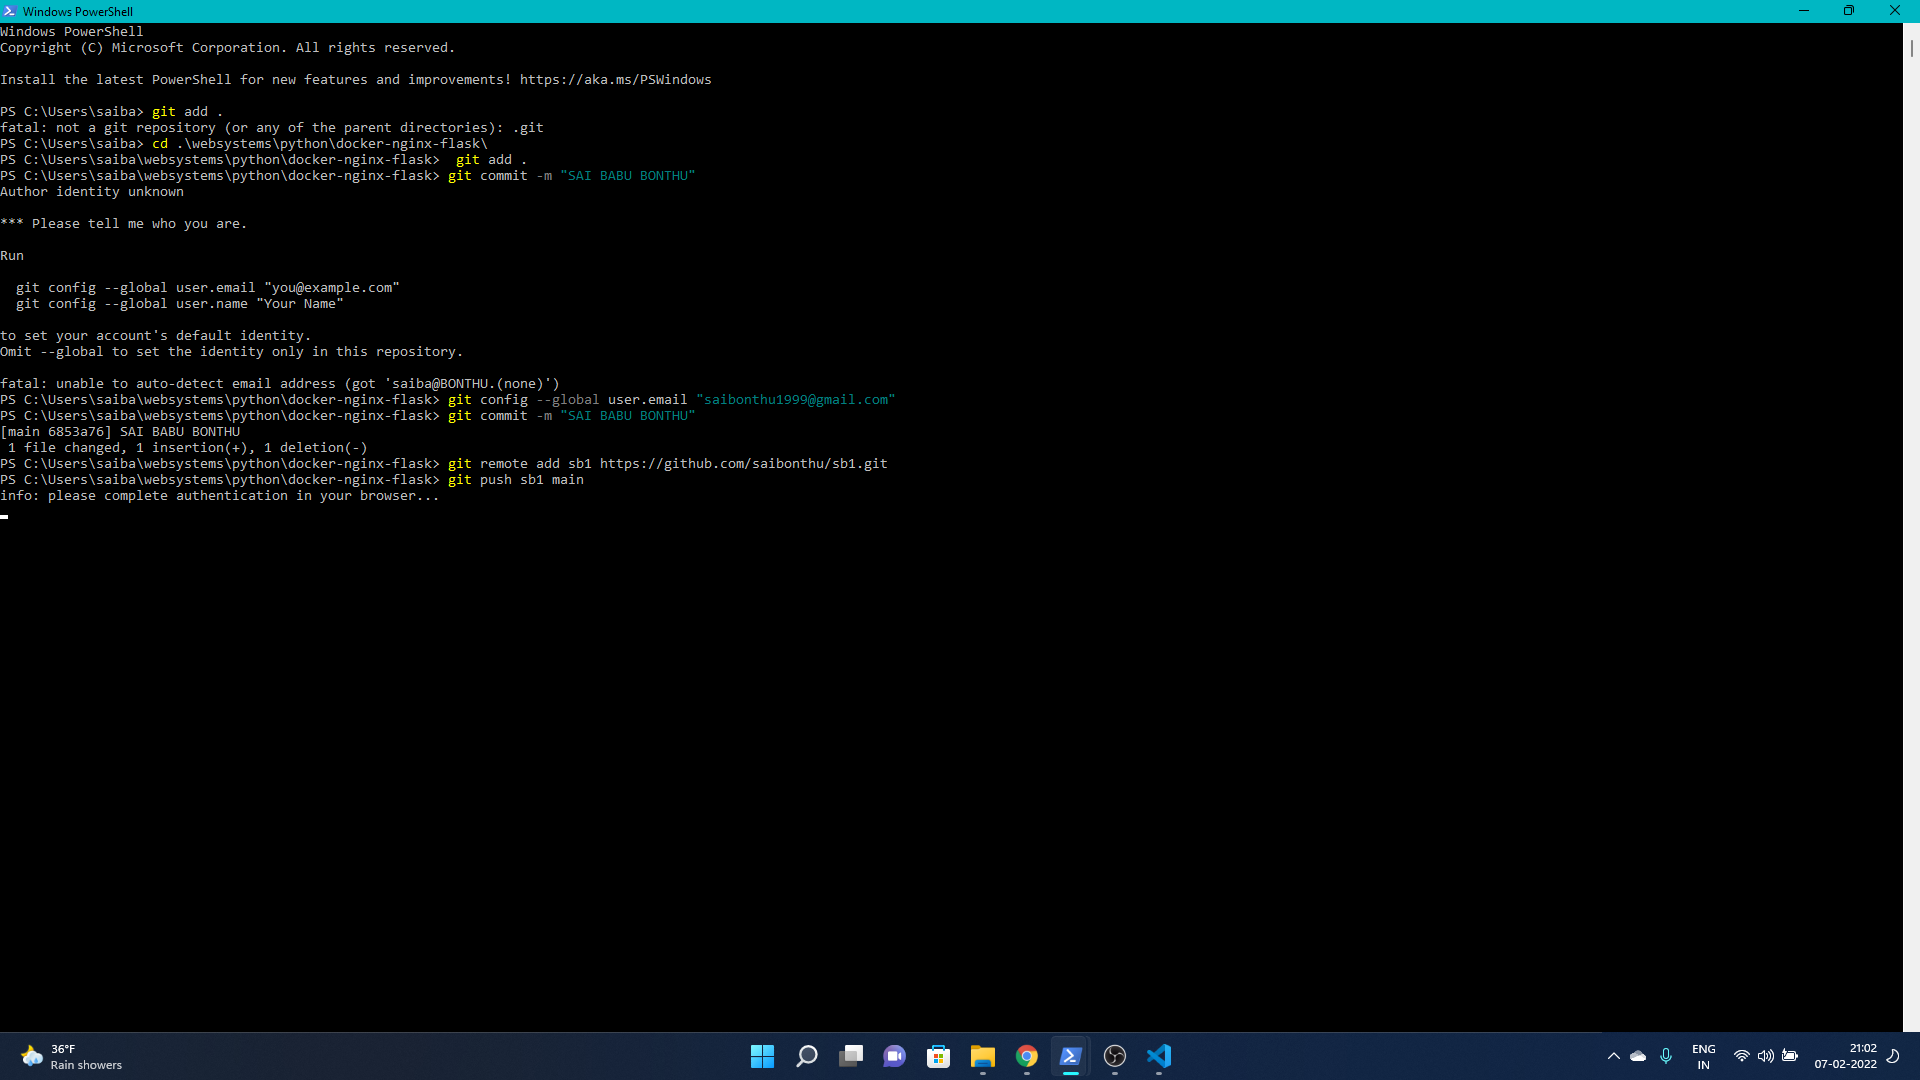 Windows PowerShell
Windows PowerShell
Copyright (C) Microsoft Corporation. All rights reserved.
Install the latest PowerShell for new features and improvements! https://aka.ms/PSWindows
PS C:\Users\saiba> git add .
fatal: not a git repository (or any of the parent directories): .git
PS C:\Users\saiba> cd .\websystems\python\docker-nginx-flask\
PS C:\Users\saiba\websystems\python\docker-nginx-flask>  git add .
PS C:\Users\saiba\websystems\python\docker-nginx-flask> git commit -m "SAI BABU BONTHU"
Author identity unknown
*** Please tell me who you are.
Run
  git config --global user.email "you@example.com"
  git config --global user.name "Your Name"
to set your account's default identity.
Omit --global to set the identity only in this repository.
fatal: unable to auto-detect email address (got 'saiba@BONTHU.(none)')
PS C:\Users\saiba\websystems\python\docker-nginx-flask> git config --global user.email "saibonthu1999@gmail.com"
PS C:\Users\saiba\websystems\python\docker-nginx-flask> git commit -m "SAI BABU BONTHU"
[main 6853a76] SAI BABU BONTHU
 1 file changed, 1 insertion(+), 1 deletion(-)
PS C:\Users\saiba\websystems\python\docker-nginx-flask> git remote add sb1 https://github.com/saibonthu/sb1.git
PS C:\Users\saiba\websystems\python\docker-nginx-flask> git push sb1 main
info: please complete authentication in your browser...
36°F
Rain showers
ENG
IN
21:02
07-02-2022